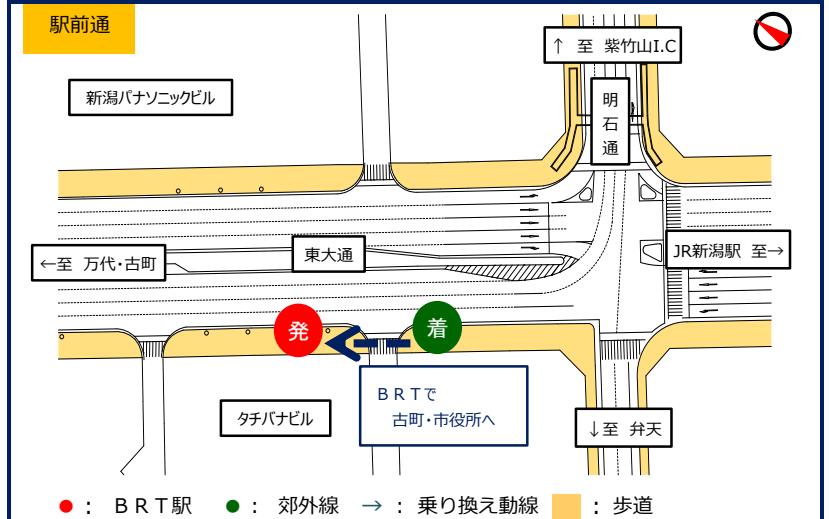 駅前通
↑ 至 紫竹山I.C
新潟パナソニックビル
明石通
東大通
←至 万代・古町
JR新潟駅 至→
発
着
BRTで
古町・市役所へ
タチバナビル
↓至 弁天
●： BRT駅 ●： 郊外線 →：乗り換え動線 ：歩道